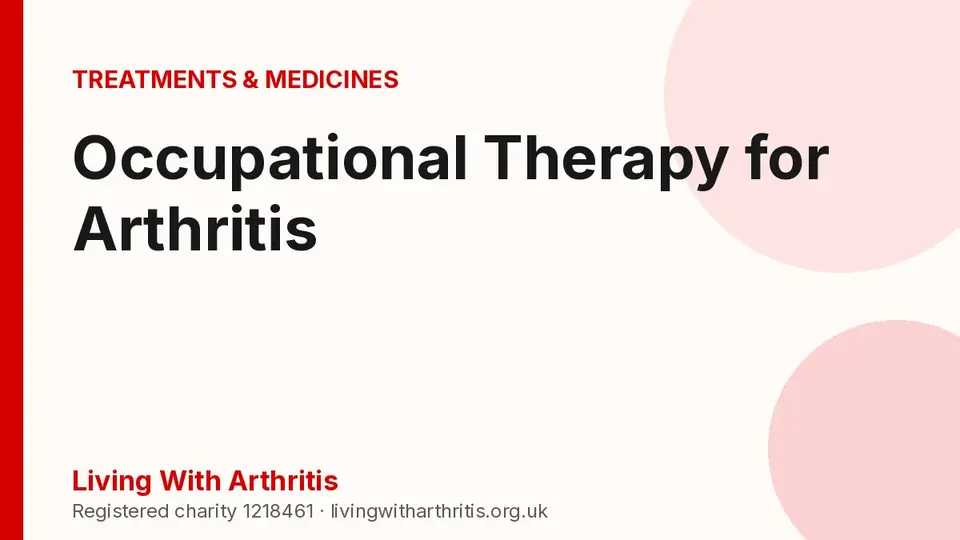 TREATMENTS & MEDICINES
Occupational Therapy for
Arthritis
Living With Arthritis
Registered charity 1218461 · livingwitharthritis.org.uk